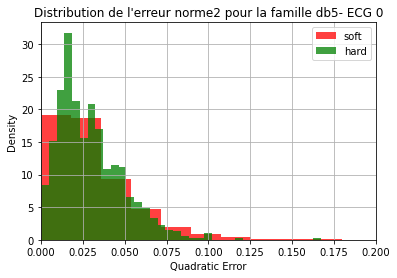 Distribution de l'erreur norme2 pour la famille db5- ECG 0
soft
hard
Density
30
25
20
15
10
5
0
0.000 0.025 0.050 0.075 0.100 0.125 0.150 0.175 0.200
Quadratic Error